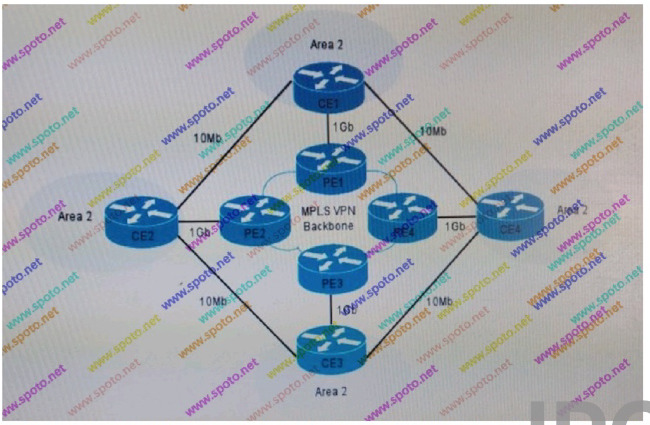 www.spoto.net
Area 2
CE1
10Mb
1Gb
10Mb
PE1
Area 2
CE2
1Gb
PE2
MPLS VPN
Backbone
PE4
1Gb
CE4
Area 2
PE3
10Mb
1Gb
10Mb
CE3
Area 2